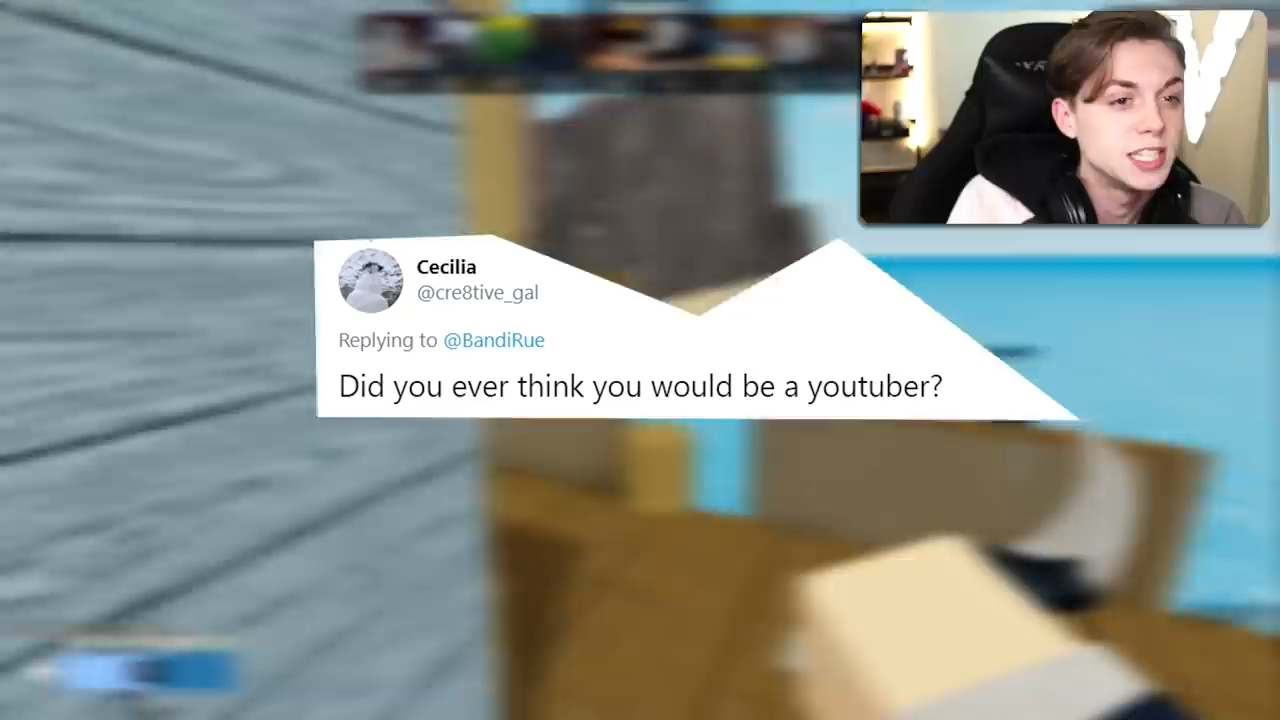 Cecilia
@cre8tive_gal
Replying to @BandiRue
Did you ever think you would be a youtuber?